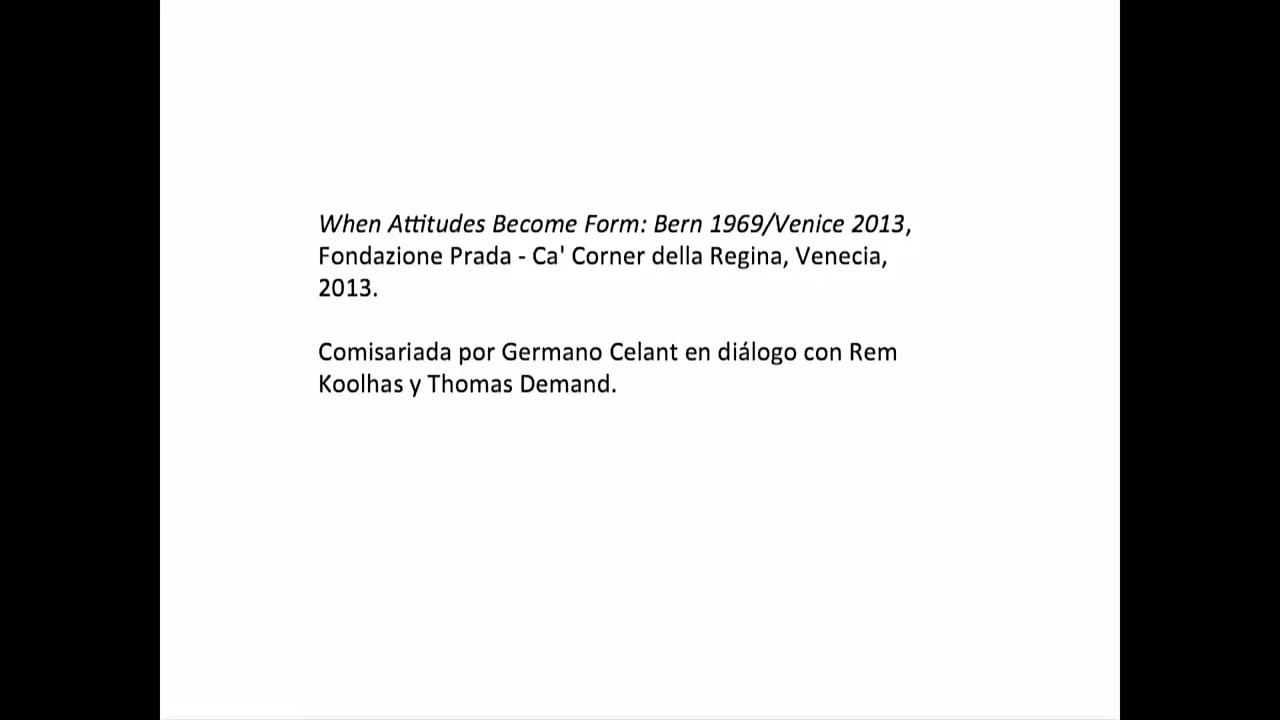 When Attitudes Become Form: Bern 1969/Venice 2013,
Fondazione Prada - Ca' Corner della Regina, Venecia,
2013.
Comisariada por Germano Celant en diálogo con Rem
Koolhas y Thomas Demand.